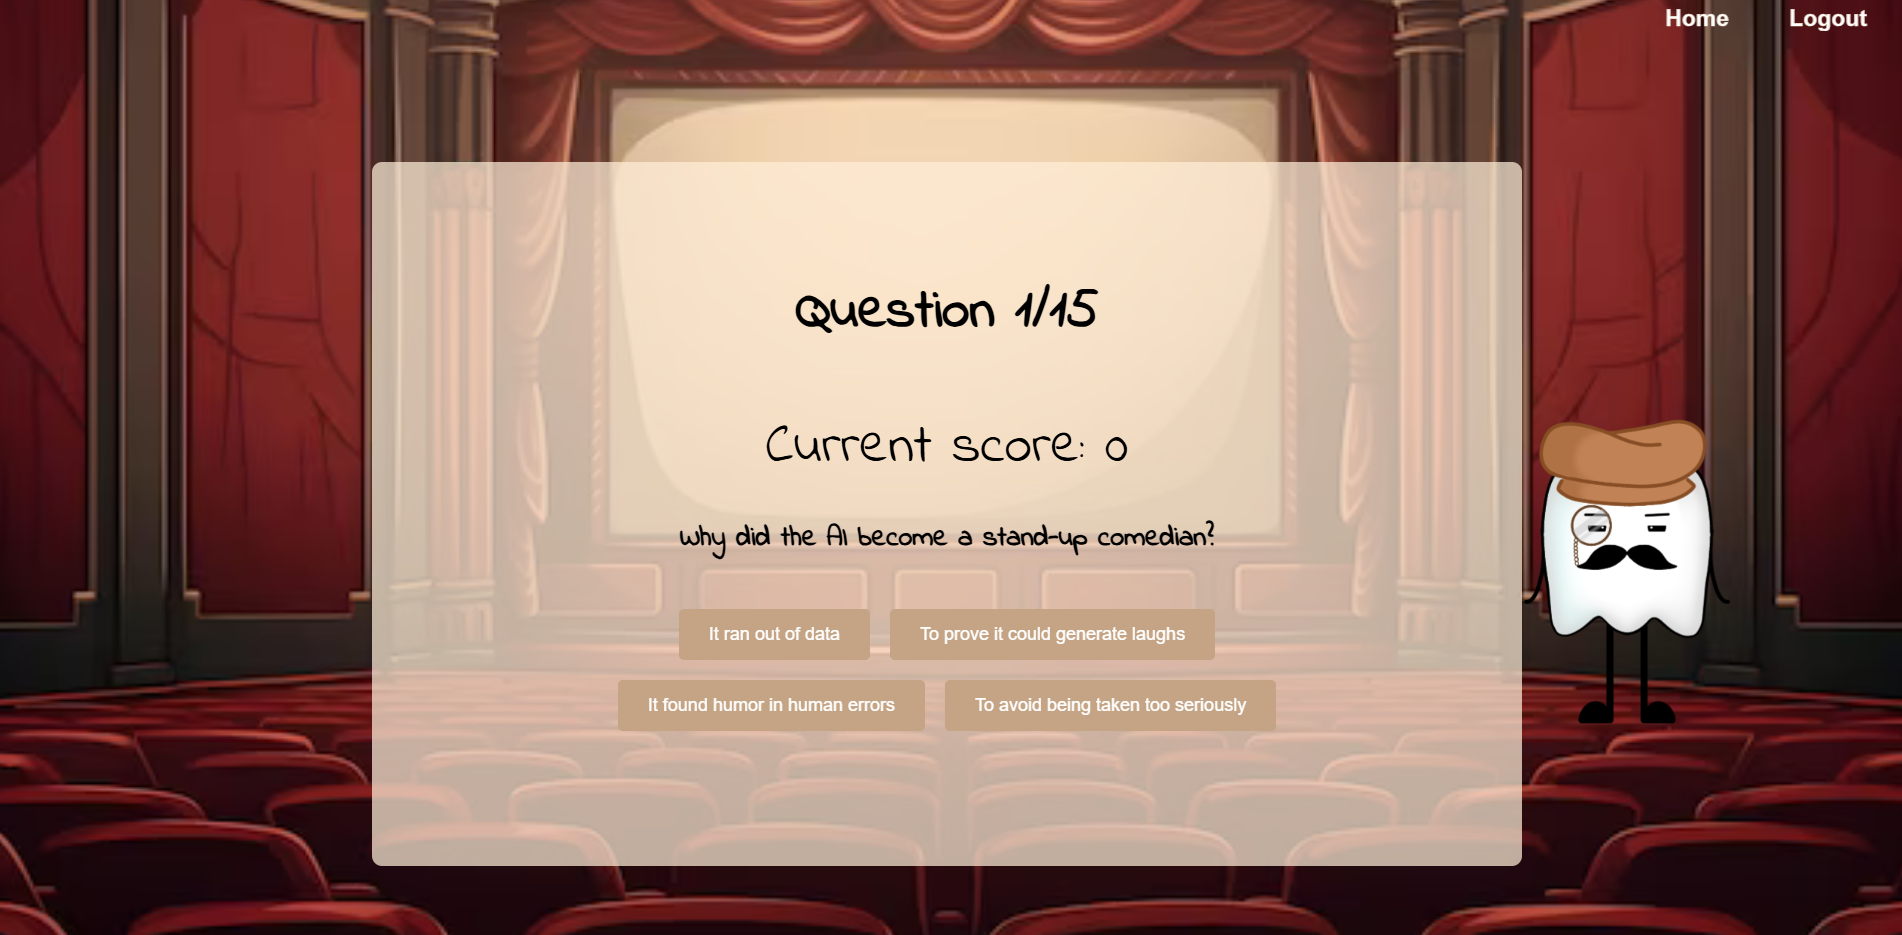 Home Logout
Question 1/15
Current score: 0
Why did the AI become a stand-up comedian?
It ran out of data To prove it could generate laughs
It found humor in human errors To avoid being taken too seriously